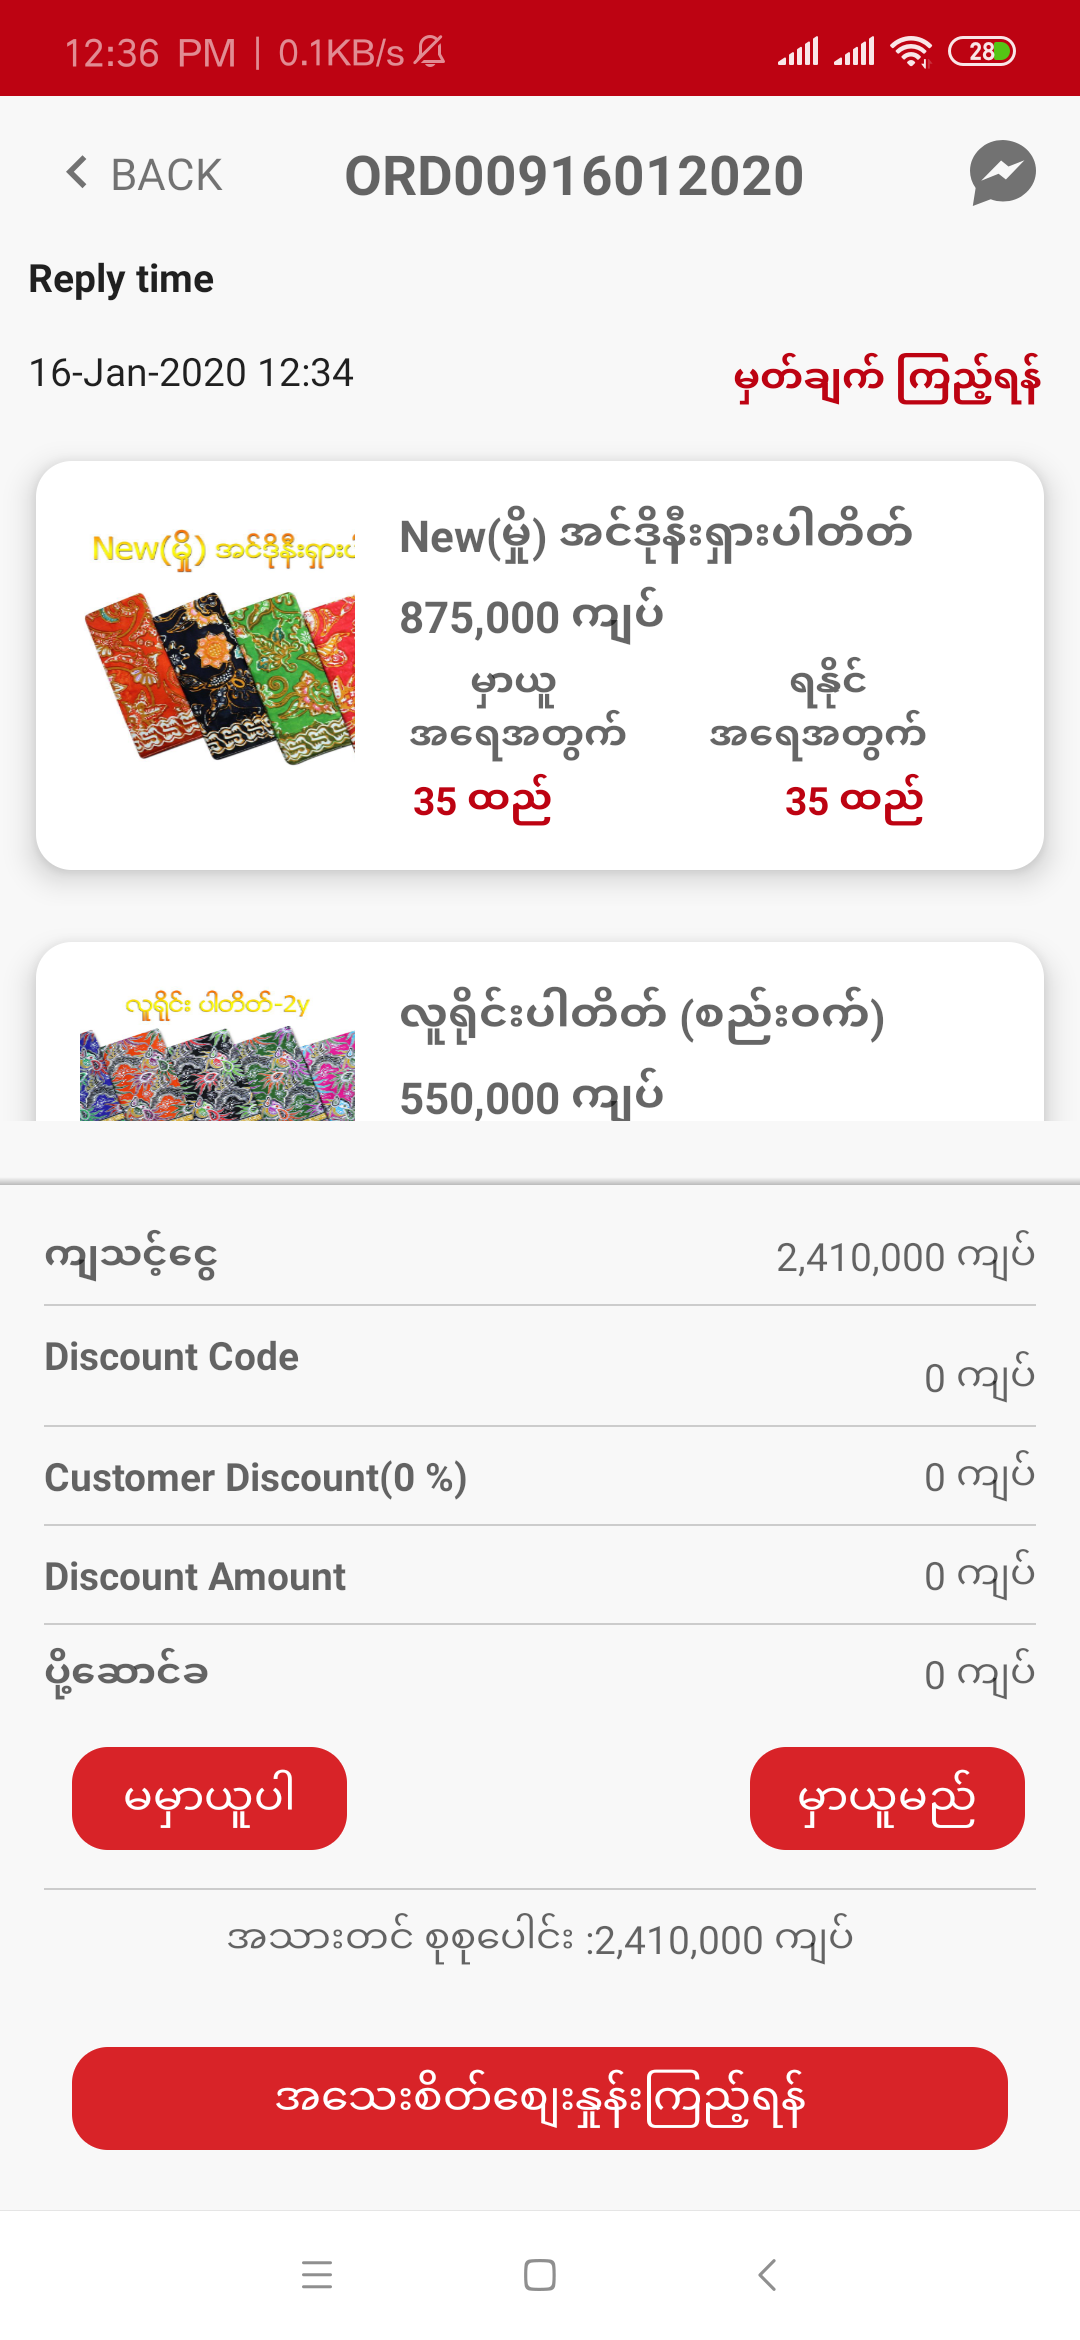 12:36 PM | 0.1KB/s
28
BACK
ORD00916012020
Reply time
16-Jan-2020 12:34
မှတ်ချက် ကြည့်ရန်
New(မှို) အင်ဒိုနီးရှားပါ
New(မှို) အင်ဒိုနီးရှားပါတိတ်
875,000 ကျပ်
မှာယူ
အရေအတွက်
ရနိုင်
အရေအတွက်
35 ထည်
35 ထည်
လူရိုင်း ပါတိတ်-2y
လူရိုင်းပါတိတ် (စည်းဝက်)
550,000 ကျပ်
ကျသင့်ငွေ
2,410,000 ကျပ်
Discount Code
0 ကျပ်
Customer Discount(0 %)
0 ကျပ်
Discount Amount
0 ကျပ်
ပို့ဆောင်ခ
0 ကျပ်
မမှာယူပါ
မှာယူမည်
အသားတင် စုစုပေါင်း :2,410,000 ကျပ်
အသေးစိတ်ဈေးနှုန်းကြည့်ရန်